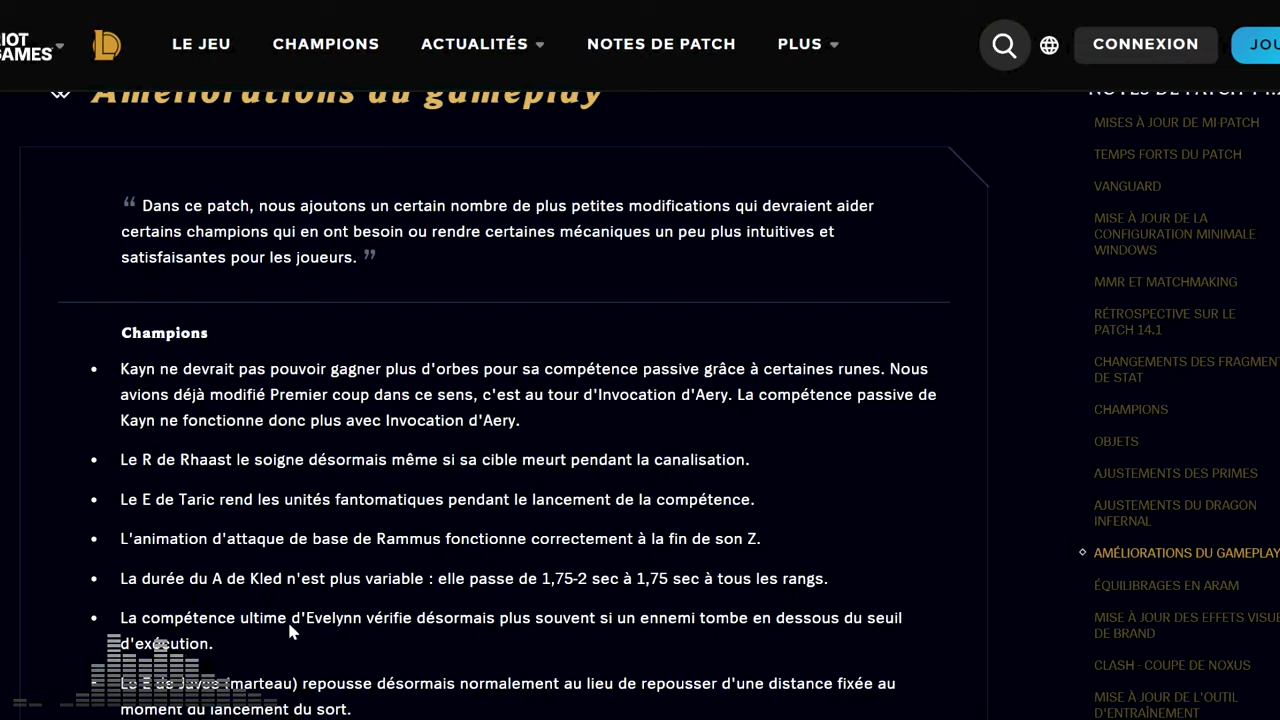 RIOT GAMES
LE JEU
CHAMPIONS
ACTUALITÉS
NOTES DE PATCH
PLUS
CONNEXION
JOU
Améliorations du gameplay
“ Dans ce patch, nous ajoutons un certain nombre de plus petites modifications qui devraient aider
certains champions qui en ont besoin ou rendre certaines mécaniques un peu plus intuitives et
satisfaisantes pour les joueurs. ”
Champions
• Kayn ne devrait pas pouvoir gagner plus d'orbes pour sa compétence passive grâce à certaines runes. Nous
avions déjà modifié Premier coup dans ce sens, c'est au tour d'Invocation d'Aery. La compétence passive de
Kayn ne fonctionne donc plus avec Invocation d'Aery.
• Le R de Rhaast le soigne désormais même si sa cible meurt pendant la canalisation.
• Le E de Taric rend les unités fantomatiques pendant le lancement de la compétence.
• L'animation d'attaque de base de Rammus fonctionne correctement à la fin de son Z.
• La durée du A de Kled n'est plus variable : elle passe de 1,75-2 sec à 1,75 sec à tous les rangs.
• La compétence ultime d'Evelynn vérifie désormais plus souvent si un ennemi tombe en dessous du seuil
d'exécution.
Le E de Jayce (marteau) repousse désormais normalement au lieu de repousser d'une distance fixée au
moment du lancement du sort.
NOTES DE PATCH 14.2
MISES À JOUR DE MI-PATCH
TEMPS FORTS DU PATCH
VANGUARD
MISE À JOUR DE LA
CONFIGURATION MINIMALE
WINDOWS
MMR ET MATCHMAKING
RÉTROSPECTIVE SUR LE
PATCH 14.1
CHANGEMENTS DES FRAGMENT
DE STAT
CHAMPIONS
OBJETS
AJUSTEMENTS DES PRIMES
AJUSTEMENTS DU DRAGON
INFERNAL
AMÉLIORATIONS DU GAMEPLAY
ÉQUILIBRAGES EN ARAM
MISE À JOUR DES EFFETS VISUE
DE BRAND
CLASH - COUPE DE NOXUS
MISE À JOUR DE L'OUTIL
D'ENTRAÎNEMENT